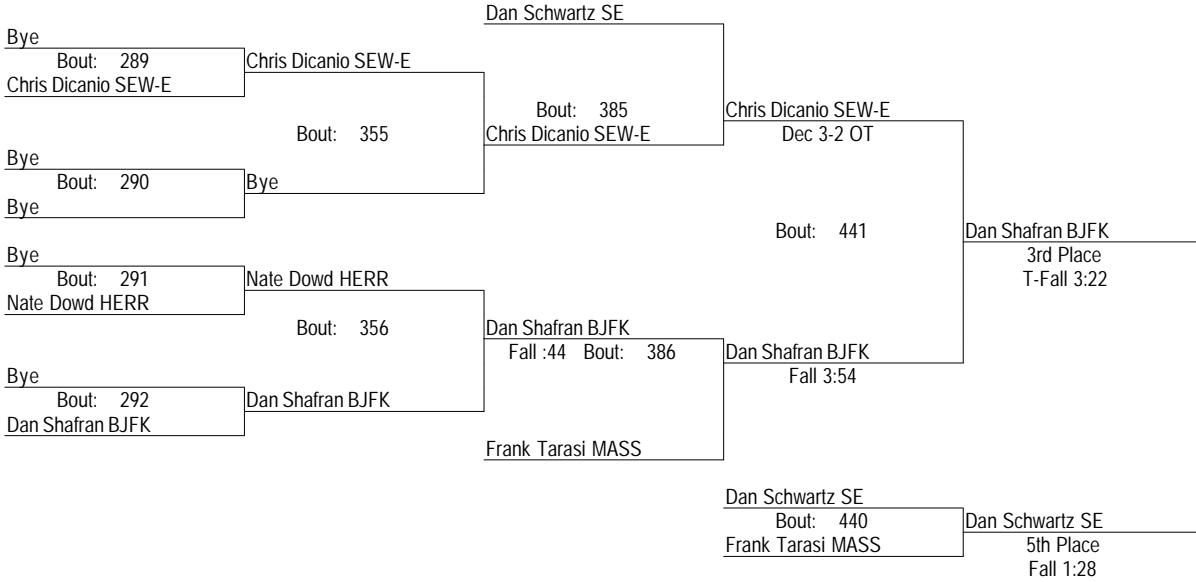 Dan Schwartz SE
Bye
Bout: 289
Chris Dicanio SEW-E
Chris Dicanio SEW-E
Bout: 385
Chris Dicanio SEW-E
Bout: 355
Chris Dicanio SEW-E
Dec 3-2 OT
Bye
Bout: 290
Bye
Bye
Bout: 441
Dan Shafran BJFK
3rd Place
T-Fall 3:22
Bye
Bout: 291
Nate Dowd HERR
Nate Dowd HERR
Bout: 356
Dan Shafran BJFK
Fall :44 Bout: 386
Dan Shafran BJFK
Fall 3:54
Bye
Bout: 292
Dan Shafran BJFK
Dan Shafran BJFK
Frank Tarasi MASS
Dan Schwartz SE
Bout: 440
Frank Tarasi MASS
Dan Schwartz SE
5th Place
Fall 1:28